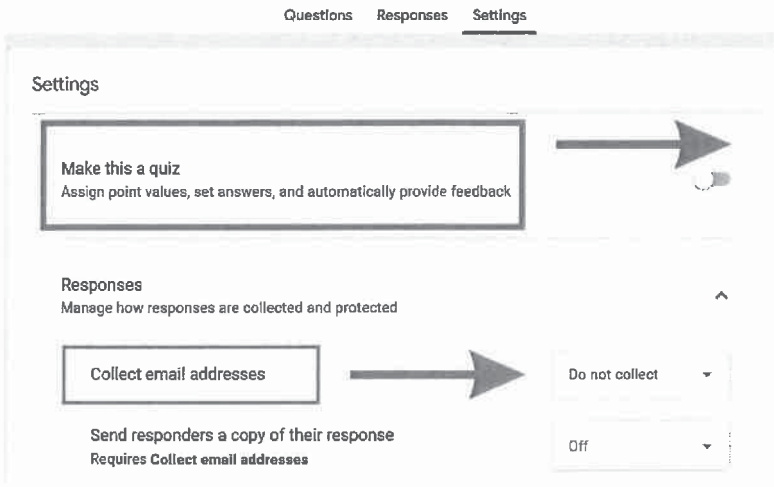 Questions Responses Settings
Settings
Make this a quiz
Assign point values, set answers, and automatically provide feedback
Responses
Manage how responses are collected and protected
Collect email addresses
Do not collect
Send responders a copy of their response
Off
Requires Collect email addresses